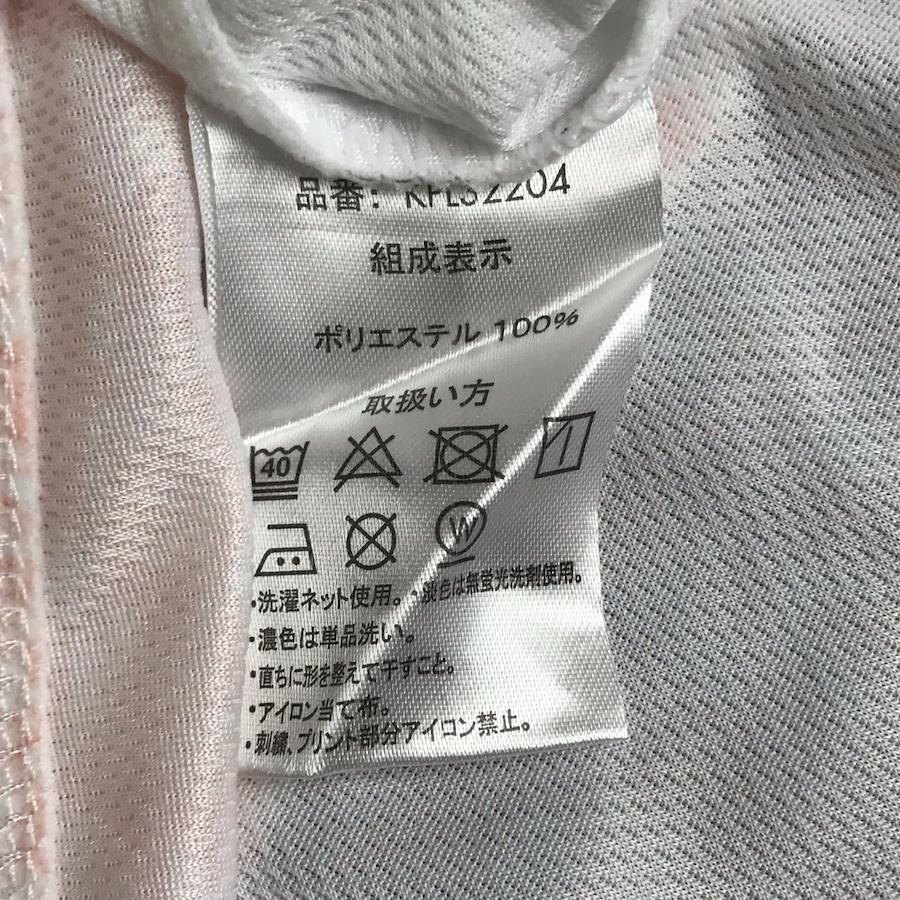 品番: KFLS2204
組成表示
ポリエステル 100%
取扱い方
40
W
・洗濯ネット使用。・淡色は無蛍光洗剤使用。
・濃色は単品洗い。
・直ちに形を整えて干すこと。
・アイロン当て布。
・刺繍、プリント部分アイロン禁止。